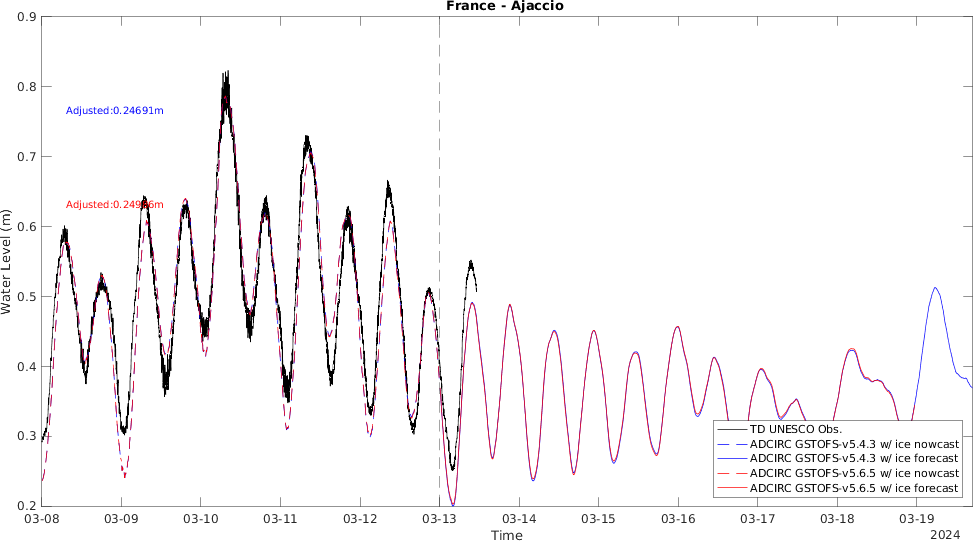 France - Ajaccio
0.9
0.8
0.7
0.6
0.5
0.4
0.3
0.2
Water Level (m)
Adjusted:0.24691m
TD UNESCO Obs.
ADCIRC GSTOFS-v5.4.3 w/ ice nowcast
ADCIRC GSTOFS-v5.4.3 w/ ice forecast
ADCIRC GSTOFS-v5.6.5 w/ ice nowcast
ADCIRC GSTOFS-v5.6.5 w/ ice forecast
03-08 03-09 03-10 03-11 03-12 03-13 03-14 03-15 03-16 03-17 03-18 03-19
Time
2024